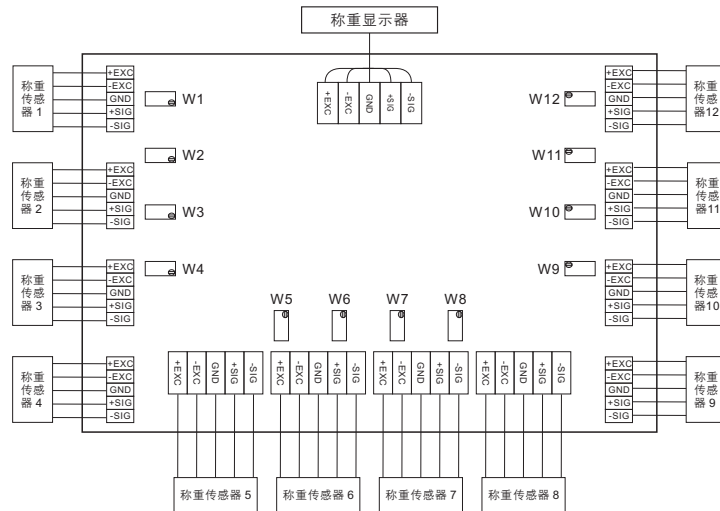 称重显示器
+EXC
-EXC
GND
+SIG
-SIG
称重
传感
器 1
+EXC
-EXC
GND
+SIG
-SIG
W1
称重
传感
器 2
+EXC
-EXC
GND
+SIG
-SIG
W2
W3
称重
传感
器 3
+EXC
-EXC
GND
+SIG
-SIG
W4
称重
传感
器 4
+EXC
-EXC
GND
+SIG
-SIG
W12
+EXC
-EXC
GND
+SIG
-SIG
称重
传感
器12
W11
W10
+EXC
-EXC
GND
+SIG
-SIG
称重
传感
器11
W9
+EXC
-EXC
GND
+SIG
-SIG
称重
传感
器10
+EXC
-EXC
GND
+SIG
-SIG
称重
传感
器 9
W5
W6
W7
W8
+EXC
-EXC
GND
+SIG
-SIG
+EXC
-EXC
GND
+SIG
-SIG
+EXC
-EXC
GND
+SIG
-SIG
+EXC
-EXC
GND
+SIG
-SIG
称重传感器 5
称重传感器 6
称重传感器 7
称重传感器 8